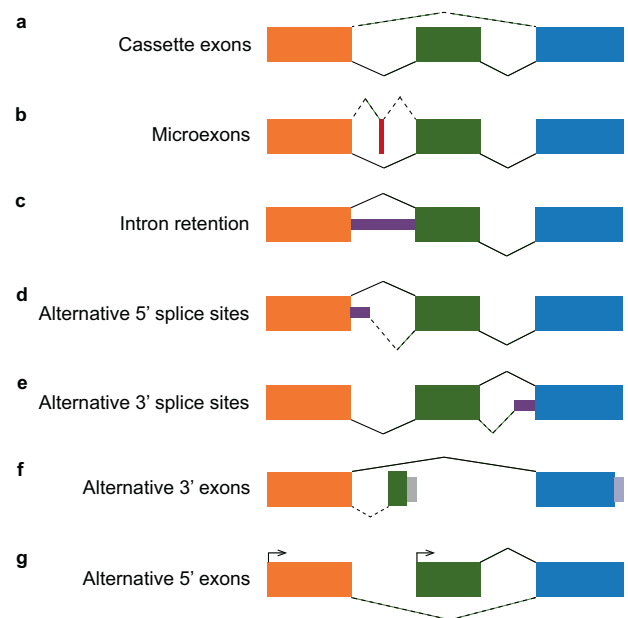 a
Cassette exons
b
Microexons
c
Intron retention
d
Alternative 5’ splice sites
e
Alternative 3’ splice sites
f
Alternative 3’ exons
g
Alternative 5’ exons